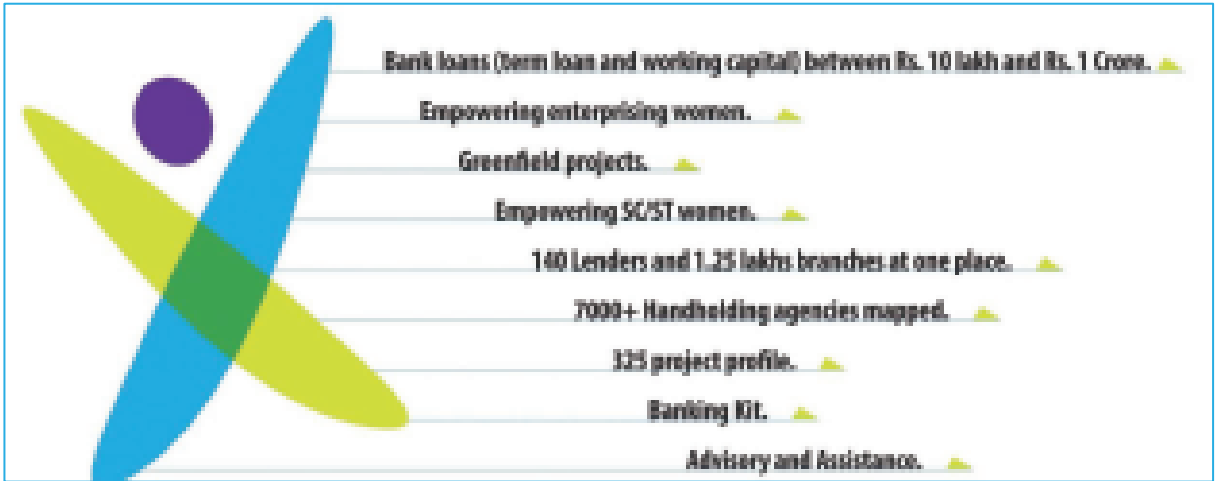 Bank loans (term loan and working capital) between Rs. 10 lakh and Rs. 1 Crore.
Empowering enterprising women.
Greenfield projects.
Empowering SC/ST women.
140 Lenders and 1.25 lakhs branches at one place.
7000+ Handholding agencies mapped.
325 project profile.
Banking Kit.
Advisory and Assistance.